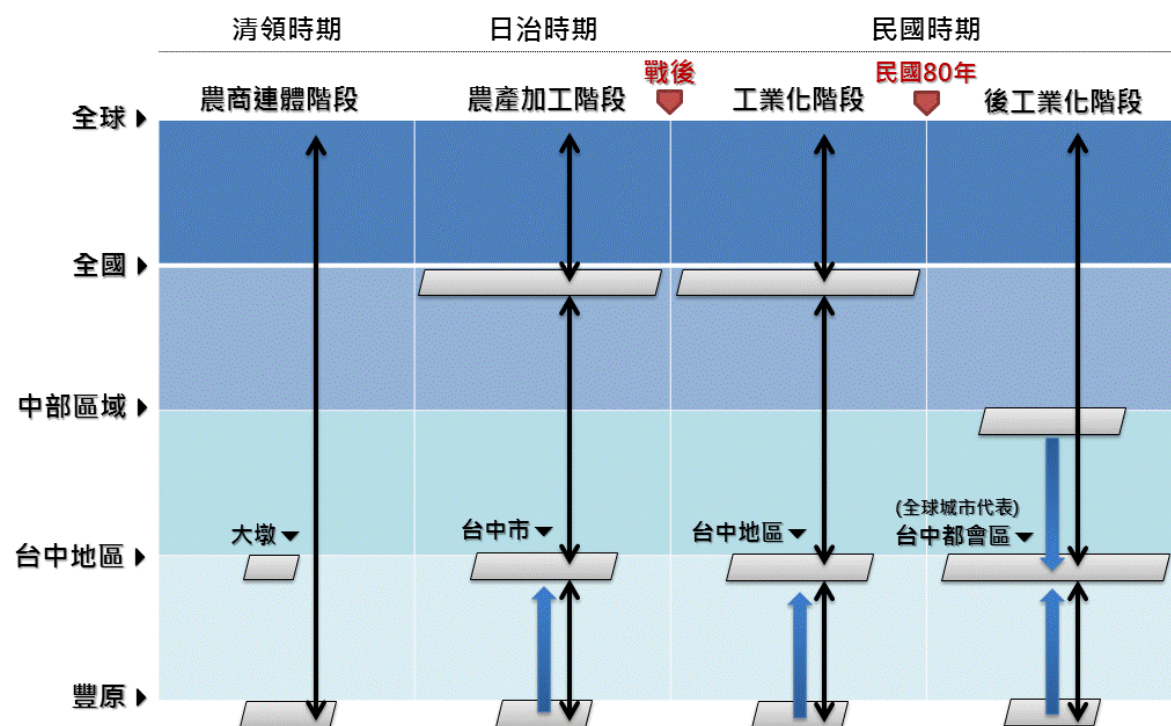 清領時期
日治時期
民國時期
戰後
民國80年
農商連體階段
農產加工階段
工業化階段
後工業化階段
全球
全國
中部區域
(全球城市代表)
大墩
台中市
台中地區
台中都會區
台中地區
豐原